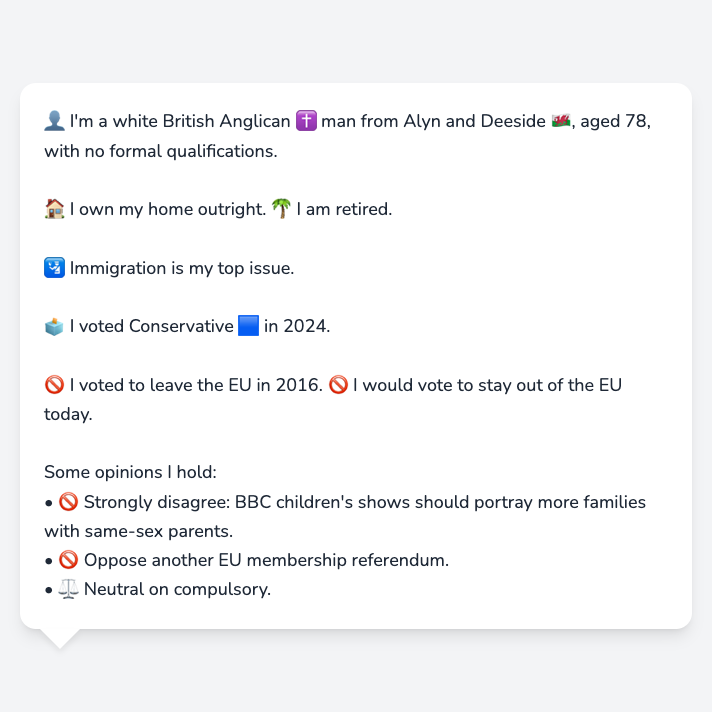 👤 I'm a white British Anglican ✝️ man from Alyn and Deeside 🏴󠁧󠁢󠁷󠁬󠁳󠁿, aged 78,
with no formal qualifications.
🏠 I own my home outright. 🌴 I am retired.
🛂 Immigration is my top issue.
🗳️ I voted Conservative 🟦 in 2024.
🚫 I voted to leave the EU in 2016. 🚫 I would vote to stay out of the EU
today.
Some opinions I hold:
• 🚫 Strongly disagree: BBC children's shows should portray more families
with same-sex parents.
• 🚫 Oppose another EU membership referendum.
• ⚖️ Neutral on compulsory.